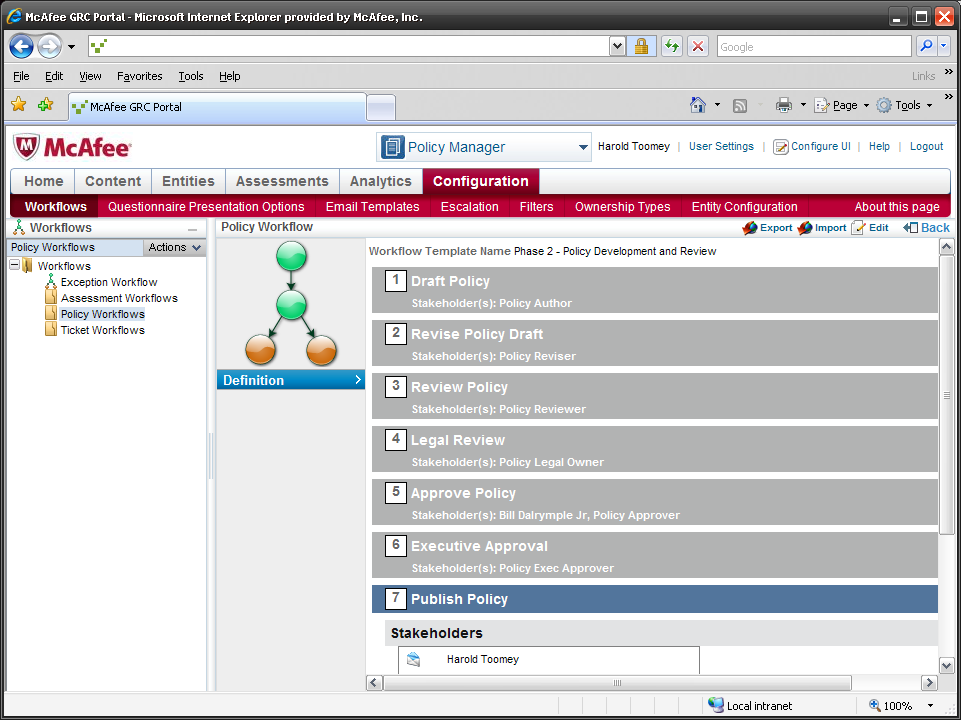 McAfee GRC Portal - Microsoft Internet Explorer provided by McAfee, Inc.
Google
File Edit View Favorites Tools Help
Links »
McAfee GRC Portal
Page Tools »
McAfee®
Policy Manager
Harold Toomey | User Settings | Configure UI | Help | Logout
Home Content Entities Assessments Analytics Configuration
Workflows Questionnaire Presentation Options Email Templates Escalation Filters Ownership Types Entity Configuration About this page
Workflows
Policy Workflow
Export Import Edit Back
Policy Workflows Actions
Workflows
Exception Workflow
Assessment Workflows
Policy Workflows
Ticket Workflows
Definition
Workflow Template Name Phase 2 - Policy Development and Review
1 Draft Policy
Stakeholder(s): Policy Author
2 Revise Policy Draft
Stakeholder(s): Policy Reviser
3 Review Policy
Stakeholder(s): Policy Reviewer
4 Legal Review
Stakeholder(s): Policy Legal Owner
5 Approve Policy
Stakeholder(s): Bill Dalrymple Jr, Policy Approver
6 Executive Approval
Stakeholder(s): Policy Exec Approver
7 Publish Policy
Stakeholders
Harold Toomey
Local intranet
100%